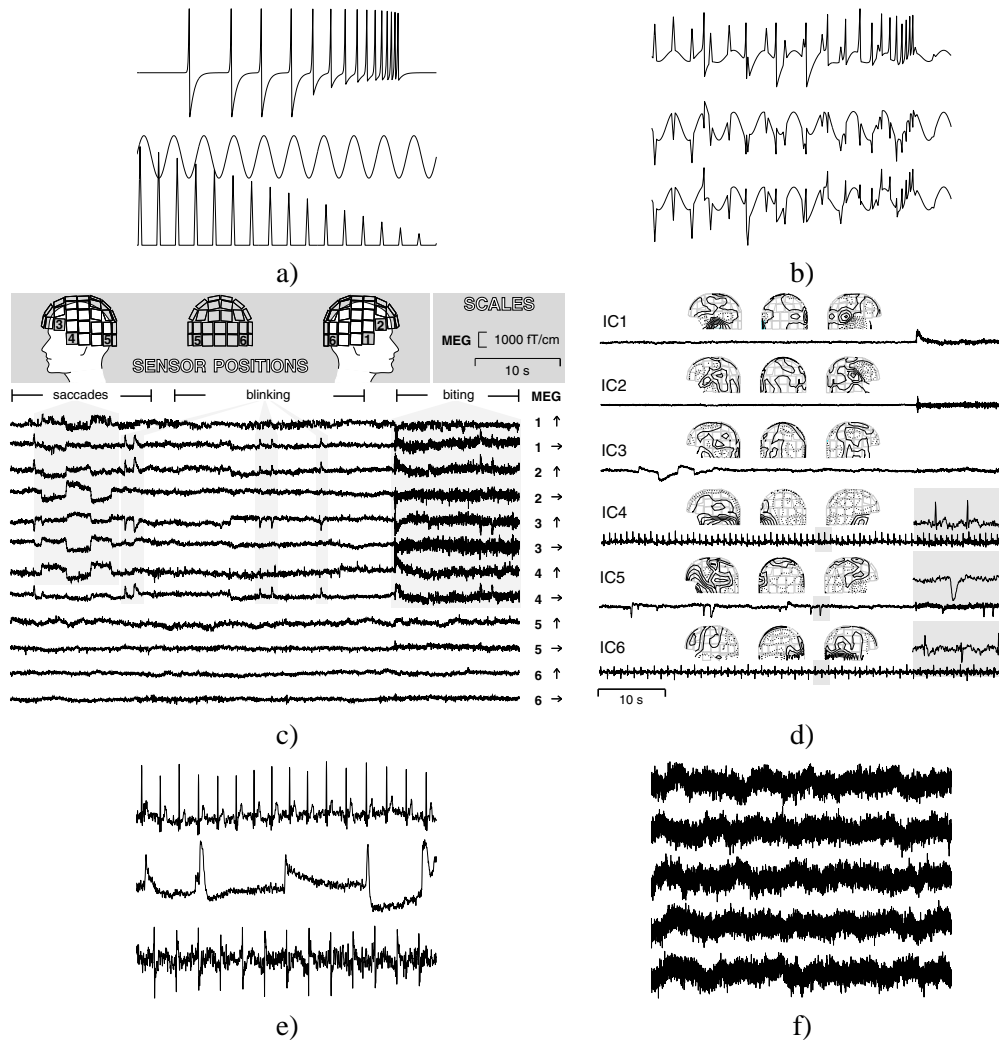 a)
b)
3
4
5
5
6
6
1
2
SENSOR POSITIONS
SCALES
MEG 1000 fT/cm
10 s
saccades blinking biting MEG
1 ↑
1 →
2 ↑
2 →
3 ↑
3 →
4 ↑
4 →
5 ↑
5 →
6 ↑
6 →
c)
IC1
IC2
IC3
IC4
IC5
IC6
10 s
d)
e)
f)